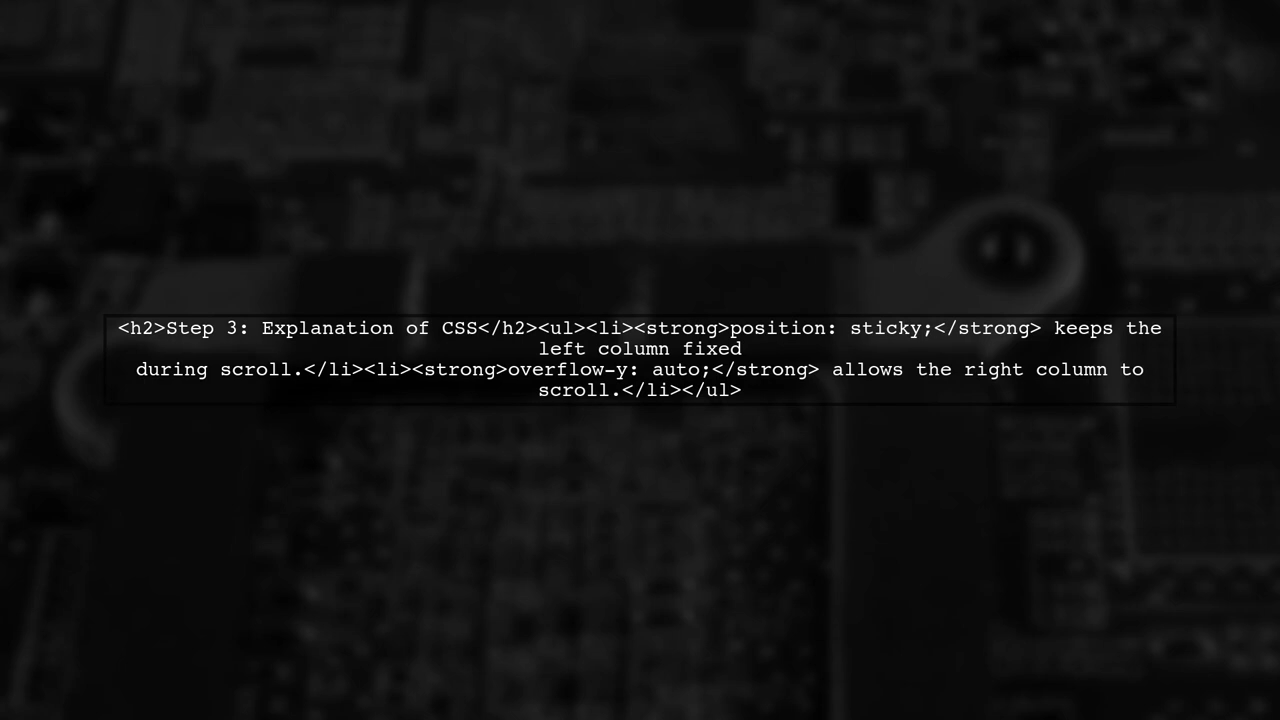 <h2>Step 3: Explanation of CSS</h2><ul><li><strong>position: sticky;</strong> keeps the
left column fixed
during scroll.</li><li><strong>overflow-y: auto;</strong> allows the right column to
scroll.</li></ul>